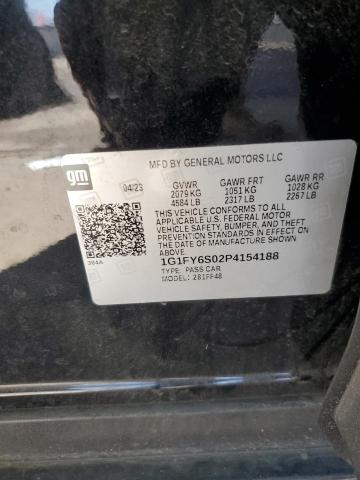 gm
MFD BY GENERAL MOTORS LLC
04/23 GVWR GAWR FRT GAWR RR
2079 KG 1051 KG 1028 KG
4584 LB 2317 LB 2267 LB
THIS VEHICLE CONFORMS TO ALL
APPLICABLE U.S. FEDERAL MOTOR
VEHICLE SAFETY, BUMPER, AND THEFT
PREVENTION STANDARDS IN EFFECT ON
THE DATE OF MANUFACTURE SHOWN
ABOVE.
384A
1G1FY6S02P4154188
TYPE: PASS CAR
MODEL: 281FF48